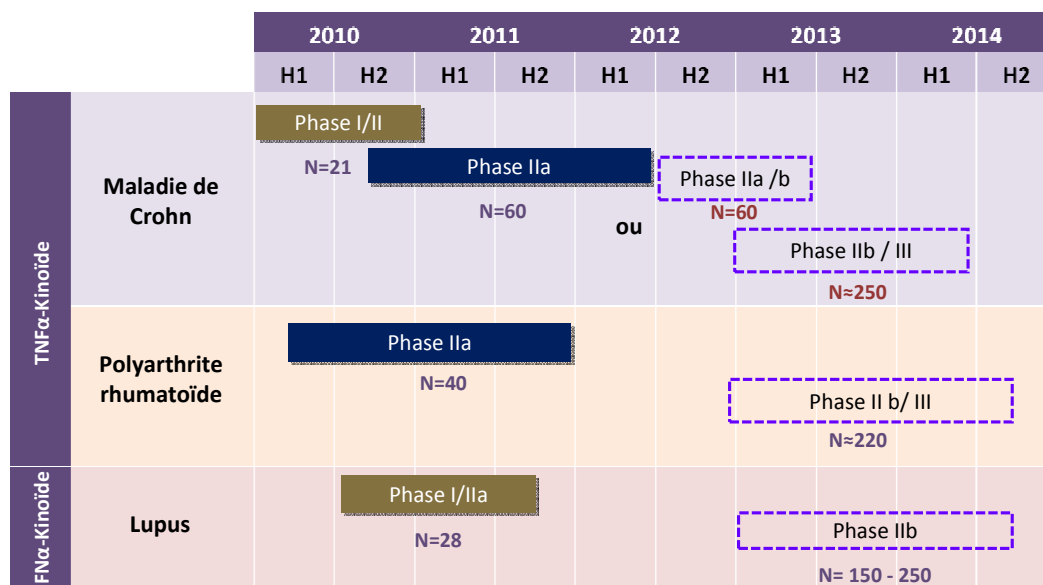 2010 2011 2012 2013 2014
H1 H2 H1 H2 H1 H2 H1 H2 H1 H2
TNFα-Kinoïde
Maladie de
Crohn
Phase I/II
N=21
Phase IIa
N=60
ou
Phase IIa /b
N=60
Phase IIb / III
N≈250
Polyarthrite
rhumatoïde
Phase IIa
N=40
Phase II b/ III
N≈220
FNα-Kinoïde
Lupus
Phase I/IIa
N=28
Phase IIb
N= 150 - 250